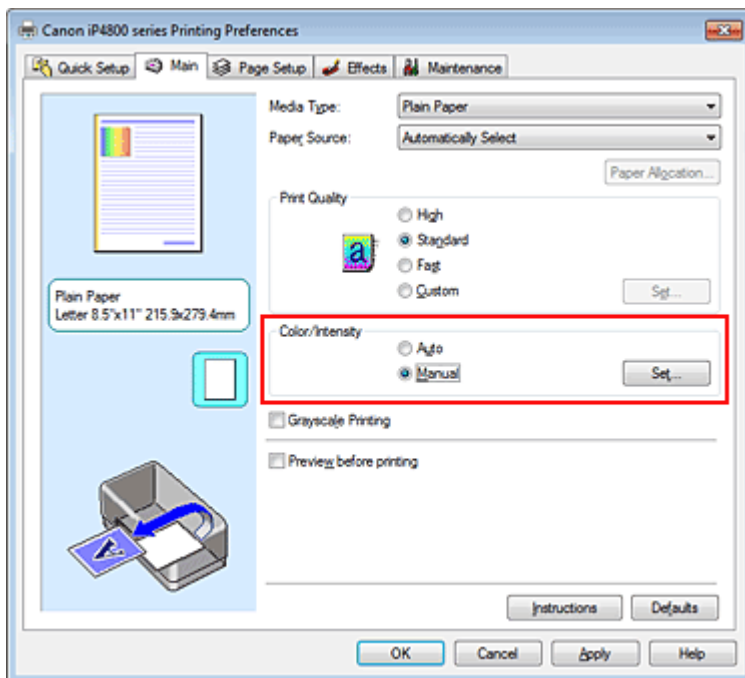 Canon iP4800 series Printing Preferences
Quick Setup Main Page Setup Effects Maintenance
Media Type: Plain Paper
Paper Source: Automatically Select
Paper Allocation...
Print Quality
High
a Standard
Fast
Custom Set...
Plain Paper
Letter 8.5"x11" 215.9x279.4mm
Color/Intensity
Auto
Manual Set...
Grayscale Printing
Preview before printing
A
Instructions Defaults
OK Cancel Apply Help